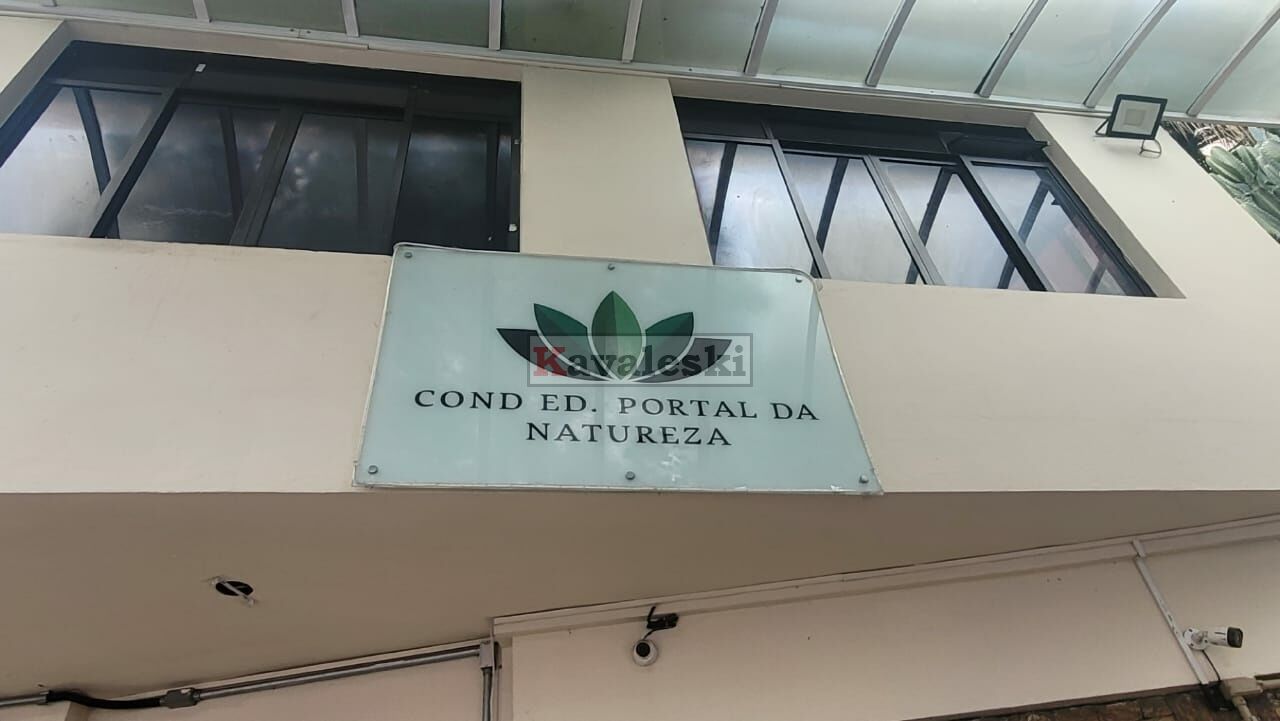 Kavaleski
COND ED. PORTAL DA
NATUREZA